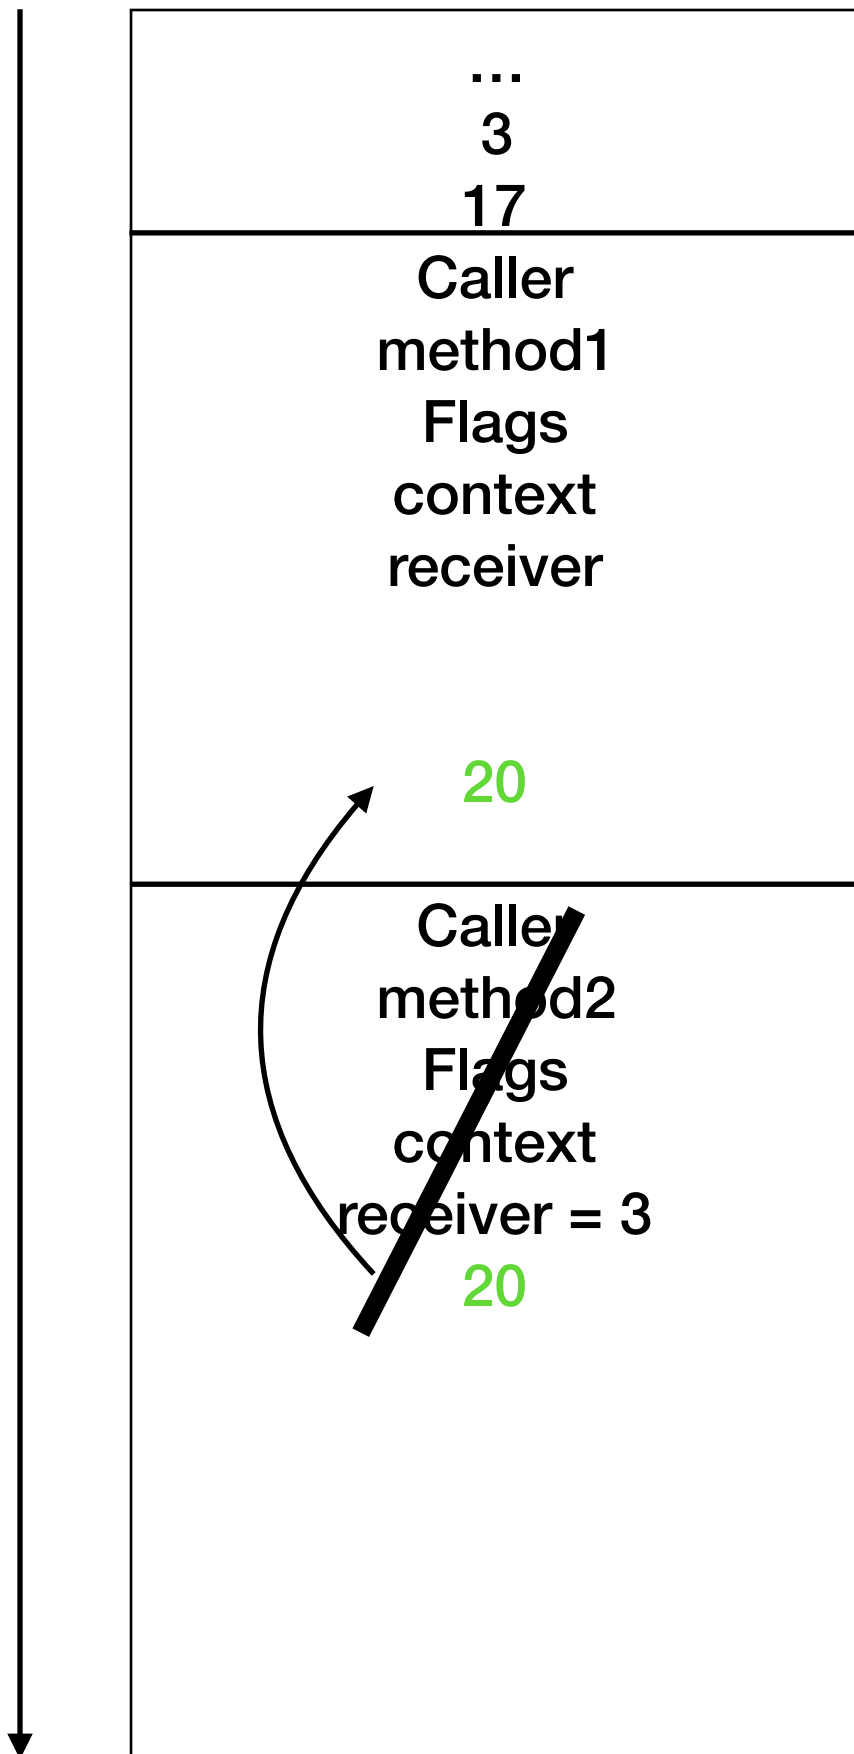 ...
3
17
Caller
method1
Flags
context
receiver
20
Caller
method2
Flags
context
receiver = 3
20